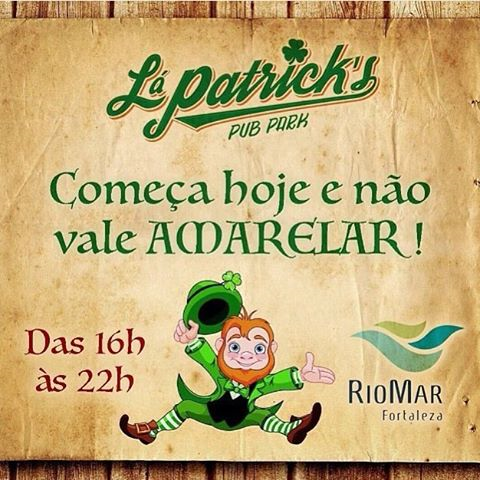 Lá Patrick's
PUB PARK
Começa hoje e não
vale AMARELAR!
Das 16h
às 22h
RIOMAR
Fortaleza